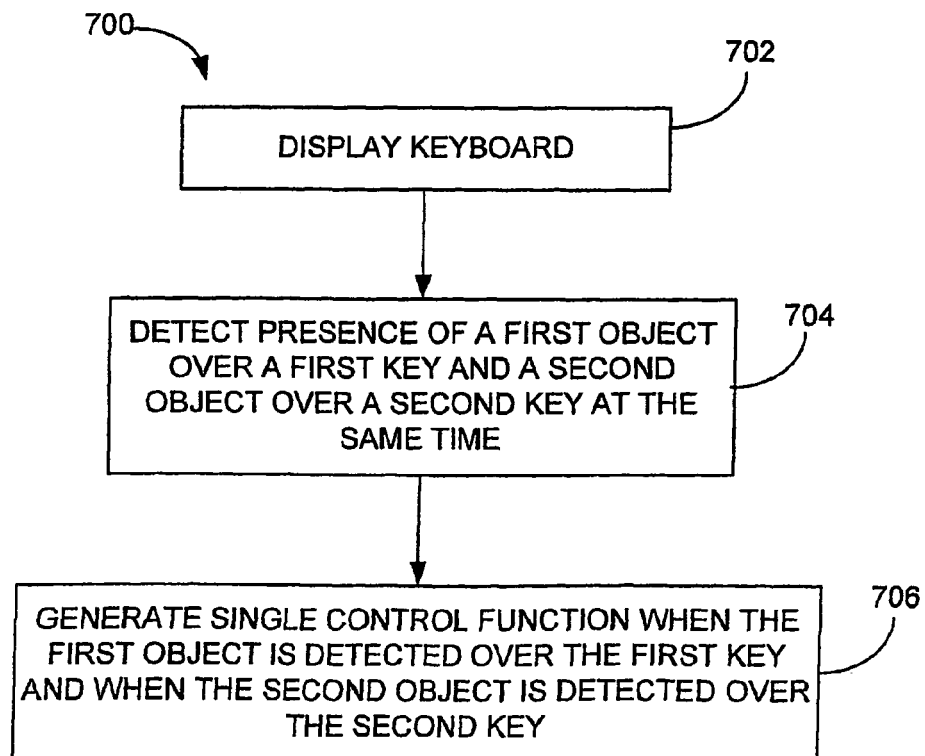 700
702
DISPLAY KEYBOARD
704
DETECT PRESENCE OF A FIRST OBJECT
OVER A FIRST KEY AND A SECOND
OBJECT OVER A SECOND KEY AT THE
SAME TIME
706
GENERATE SINGLE CONTROL FUNCTION WHEN THE
FIRST OBJECT IS DETECTED OVER THE FIRST KEY
AND WHEN THE SECOND OBJECT IS DETECTED OVER
THE SECOND KEY